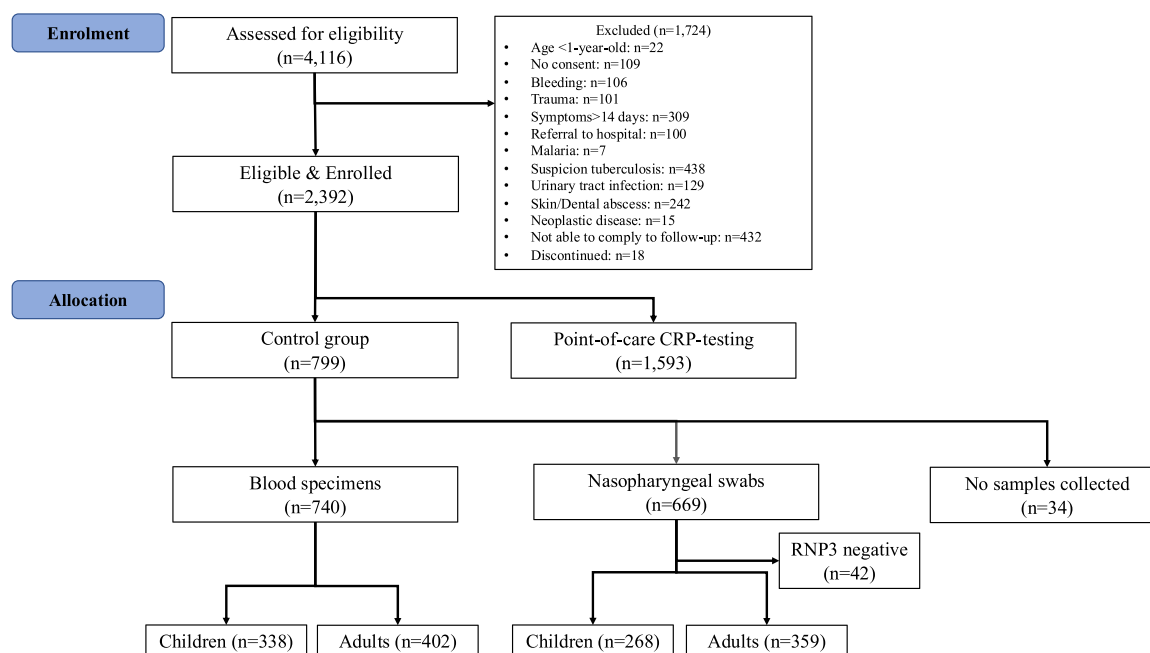 Enrolment
Assessed for eligibility
(n=4,116)
Excluded (n=1,724)
• Age <1-year-old: n=22
• No consent: n=109
• Bleeding: n=106
• Trauma: n=101
• Symptoms>14 days: n=309
• Referral to hospital: n=100
• Malaria: n=7
• Suspicion tuberculosis: n=438
• Urinary tract infection: n=129
• Skin/Dental abscess: n=242
• Neoplastic disease: n=15
• Not able to comply to follow-up: n=432
• Discontinued: n=18
Eligible & Enrolled
(n=2,392)
Allocation
Control group
(n=799)
Point-of-care CRP-testing
(n=1,593)
Blood specimens
(n=740)
Nasopharyngeal swabs
(n=669)
No samples collected
(n=34)
RNP3 negative
(n=42)
Children (n=338)
Adults (n=402)
Children (n=268)
Adults (n=359)